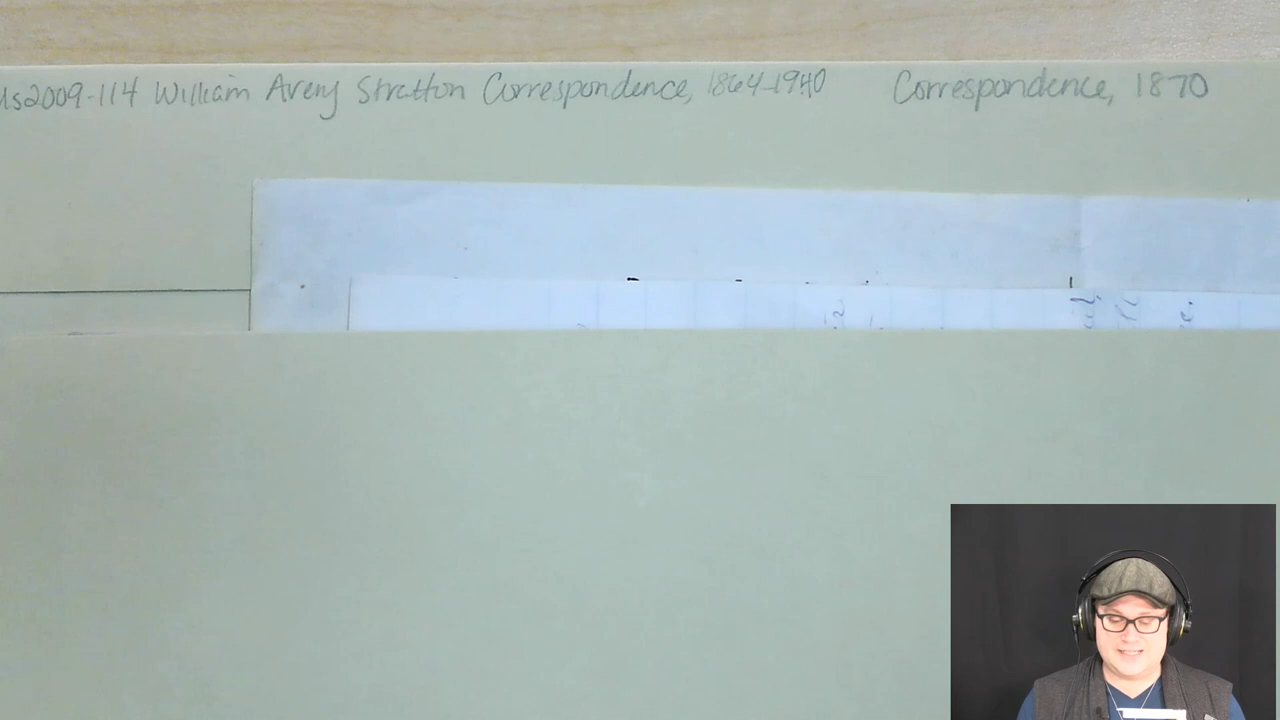 Ms2009-114 William Avery Stratton Correspondence, 1864-1940 Correspondence, 1870